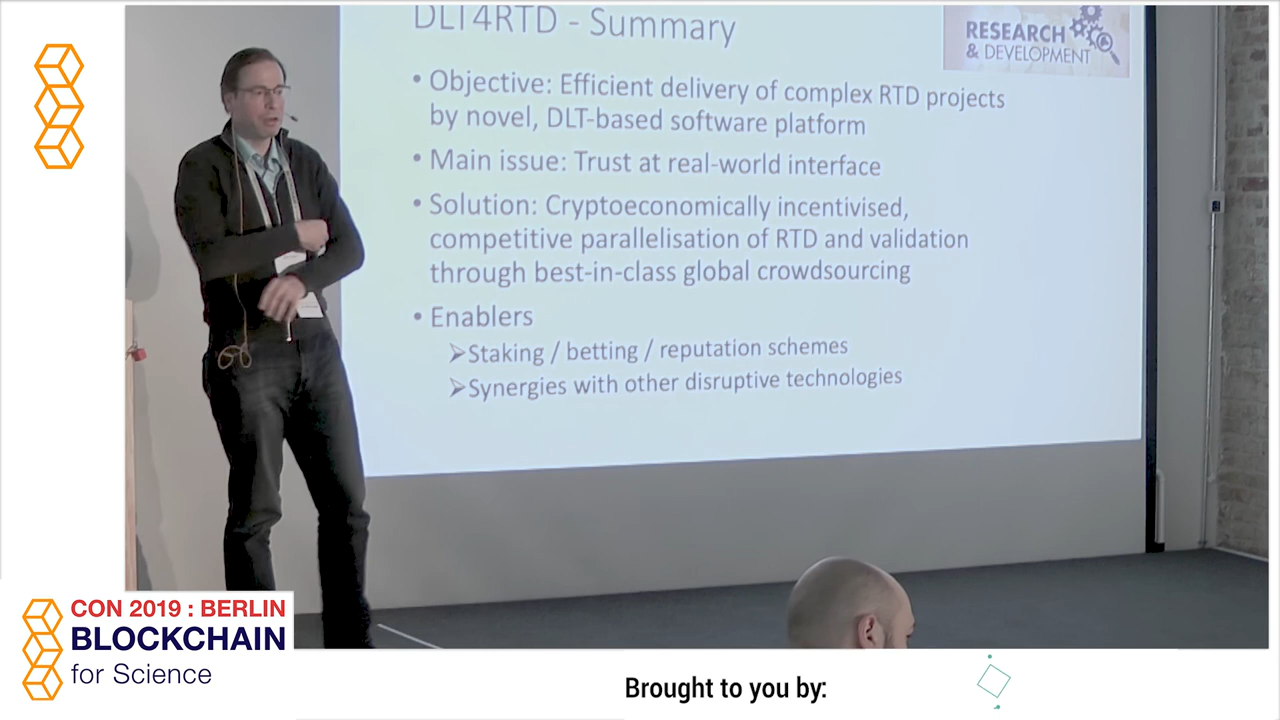 DLT4RTD - Summary
RESEARCH
& DEVELOPMENT
• Objective: Efficient delivery of complex RTD projects
by novel, DLT-based software platform
• Main issue: Trust at real-world interface
• Solution: Cryptoeconomically incentivised,
competitive parallelisation of RTD and validation
through best-in-class global crowdsourcing
• Enablers
➢Staking / betting / reputation schemes
➢Synergies with other disruptive technologies
CON 2019 : BERLIN
BLOCKCHAIN
for Science
Brought to you by: